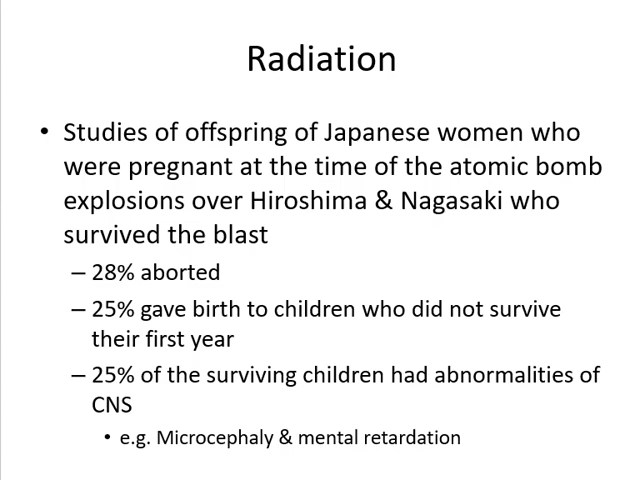 Radiation
• Studies of offspring of Japanese women who
were pregnant at the time of the atomic bomb
explosions over Hiroshima & Nagasaki who
survived the blast
– 28% aborted
– 25% gave birth to children who did not survive
their first year
– 25% of the surviving children had abnormalities of
CNS
• e.g. Microcephaly & mental retardation